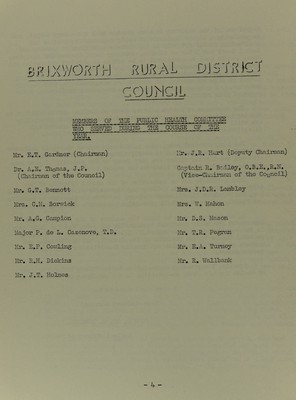 BRIXWORTH RURAL DISTRICT
COUNCIL
MEMBERS OF THE PUBLIC HEALTH COMMITTEE
WHO SERVED DURING THE COURSE OF THE
YEAR.
Mr. E.T. Gardner (Chairman)
Dr. A.E. Thomas, J.P.
(Chairman of the Council)
Mr. G.T. Bennett
Mrs. C.M. Berwick
Mr. A.G. Campion
Major P. de L. Casanova, T.D.
Mr. E.P. Cowling
Mr. R.H. Dickins
Mr. J.T. Holmes
Mr. J.R. Hart (Deputy Chairman)
Captain R. Bailey, O.B.E., R.N.
(Vice-Chairman of the Council)
Mrs. J.D.R. Lumbley
Mrs. V. Mahon
Mr. D.S. Mason
Mr. T.R. Pogram
Mr. E.A. Turney
Mr. R. Wallbank
- 4 -